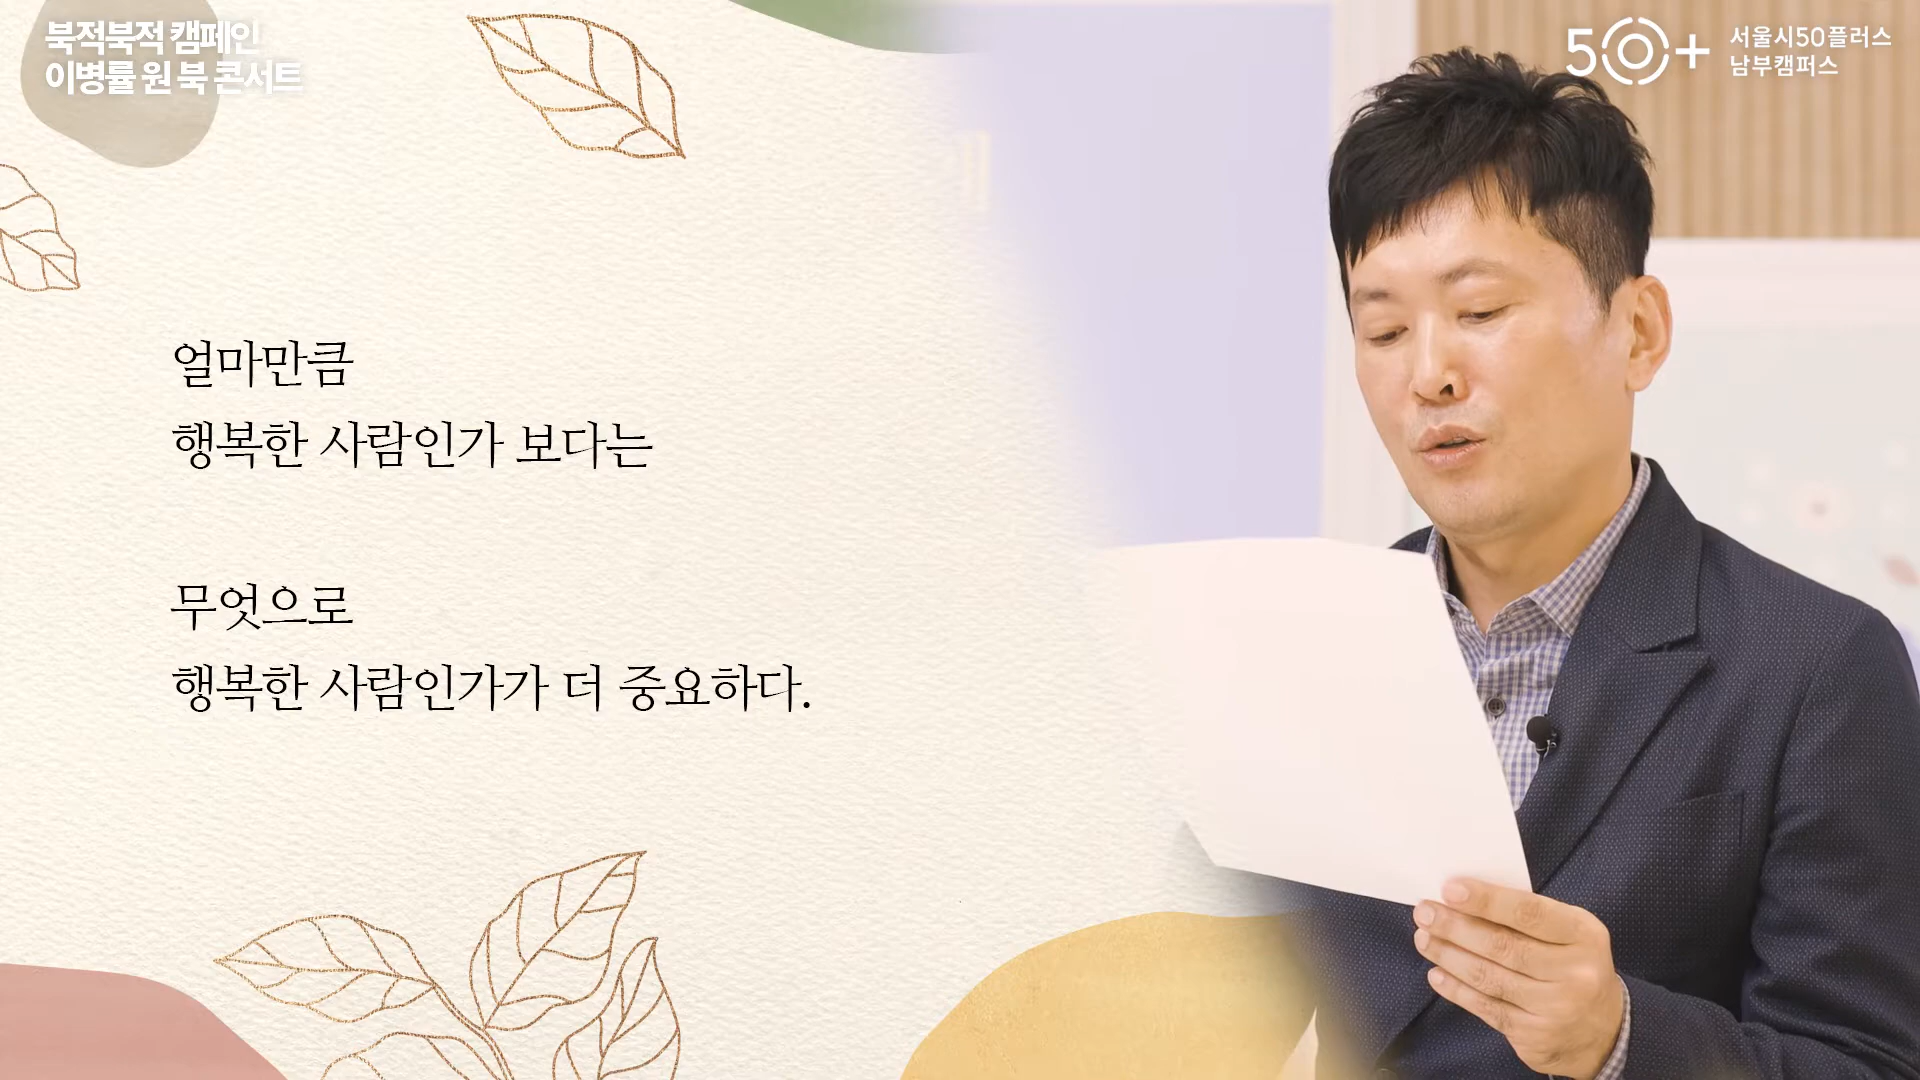 북적북적 캠페인
이병률 원 북 콘서트
50+ 서울시50플러스
남부캠퍼스
얼마만큼
행복한 사람인가 보다는
무엇으로
행복한 사람인가가 더 중요하다.